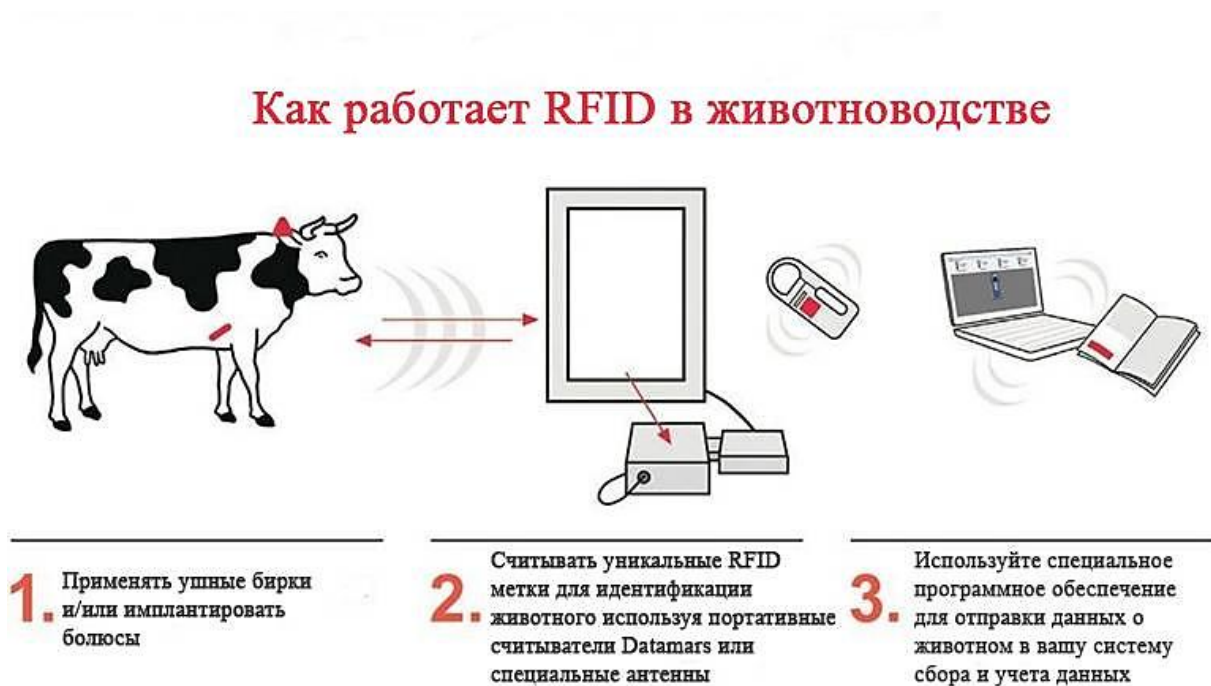 Как работает RFID в животноводстве
1.
Применять ушные бирки
и/или имплантировать
болюсы
2.
Считывать уникальные RFID
метки для идентификации
животного используя портативные
считыватели Datamars или
специальные антенны
3.
Используйте специальное
программное обеспечение
для отправки данных о
животном в вашу систему
сбора и учета данных